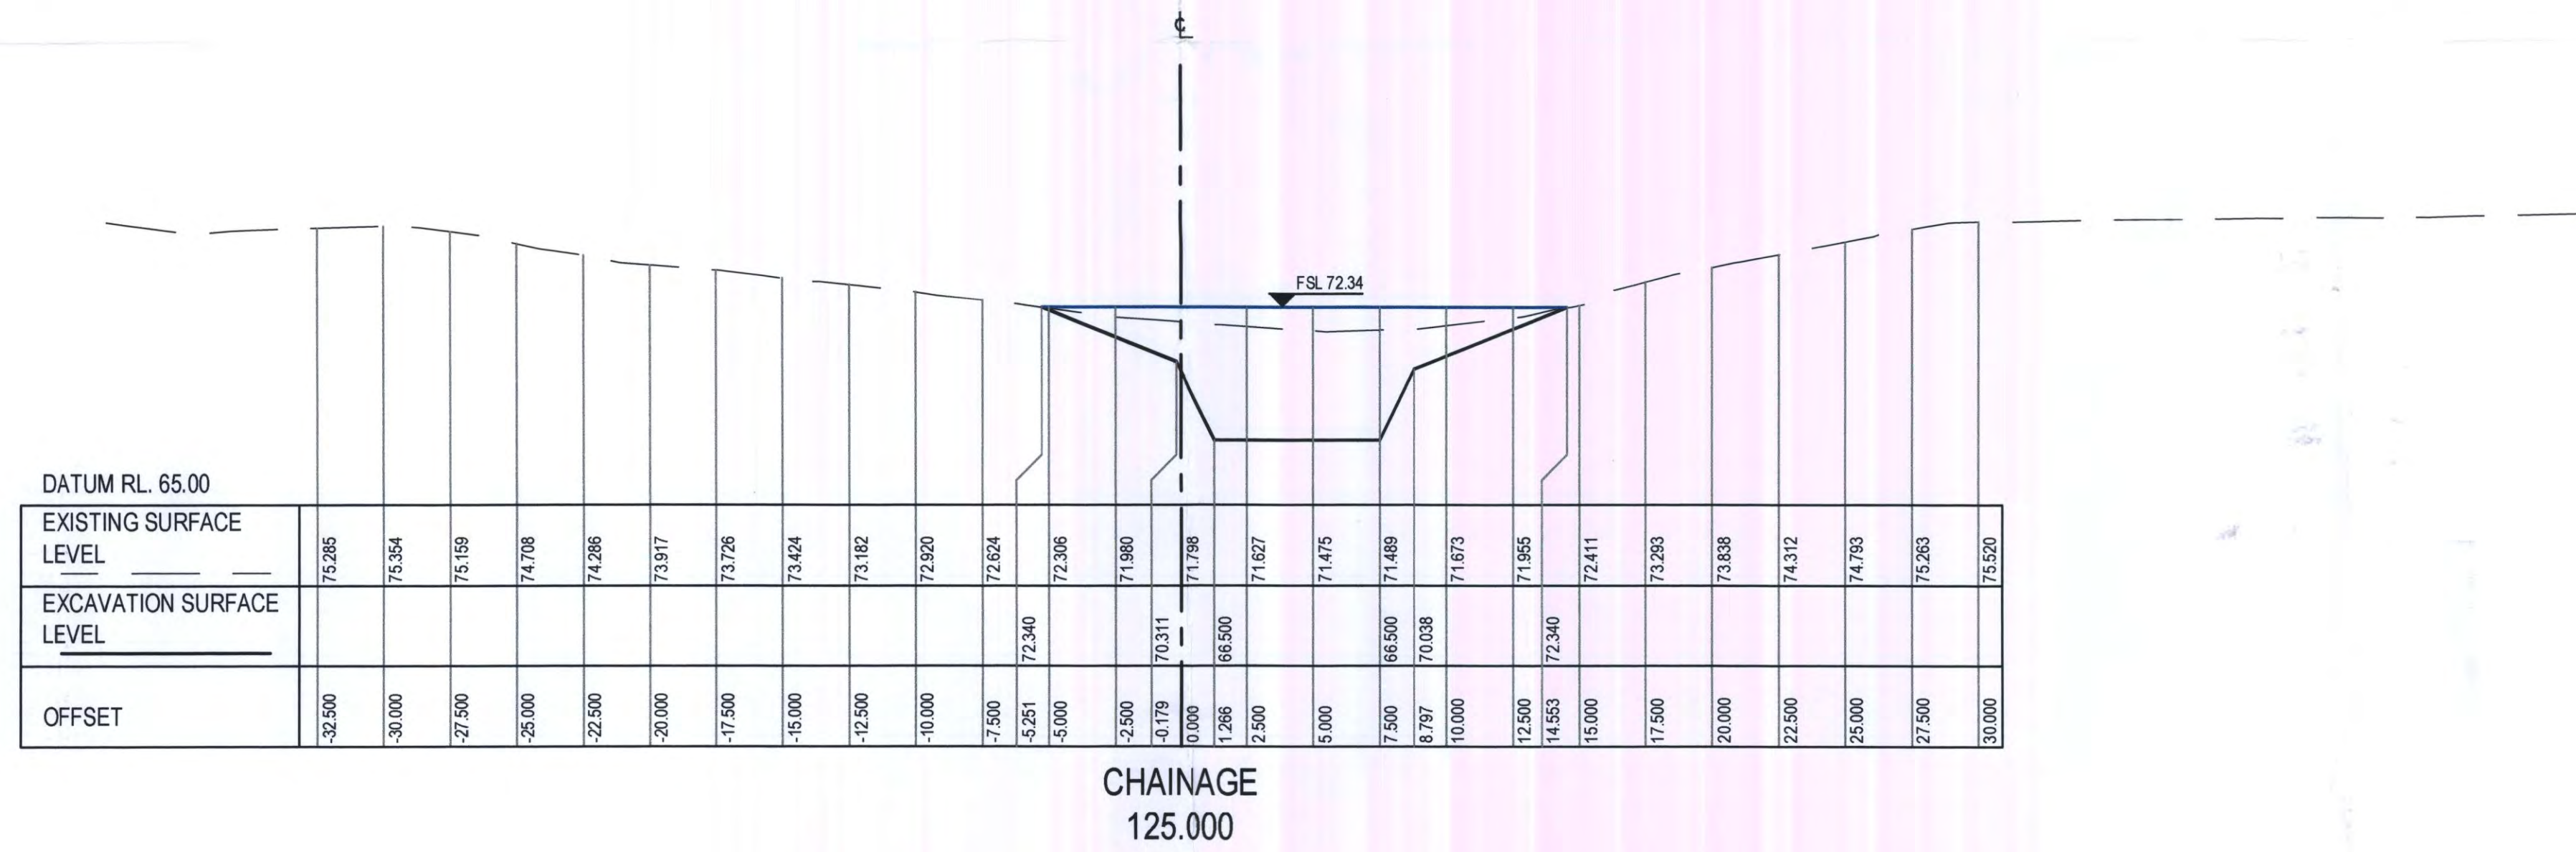 ℄
FSL 72.34
DATUM RL. 65.00
EXISTING SURFACE
LEVEL
75.285 75.354 75.159 74.708 74.286 73.917 73.726 73.424 73.182 72.920 72.624 72.306 71.980 71.798 71.627 71.475 71.489 71.673 71.955 72.411 73.293 73.838 74.312 74.793 75.263 75.520
EXCAVATION SURFACE
LEVEL
72.340 70.311 66.500 66.500 70.038 72.340
OFFSET
-32.500 -30.000 -27.500 -25.000 -22.500 -20.000 -17.500 -15.000 -12.500 -10.000 -7.500 -5.251 -5.000 -2.500 -0.179 0.000 1.266 2.500 5.000 7.500 8.797 10.000 12.500 14.553 15.000 17.500 20.000 22.500 25.000 27.500 30.000
CHAINAGE
125.000